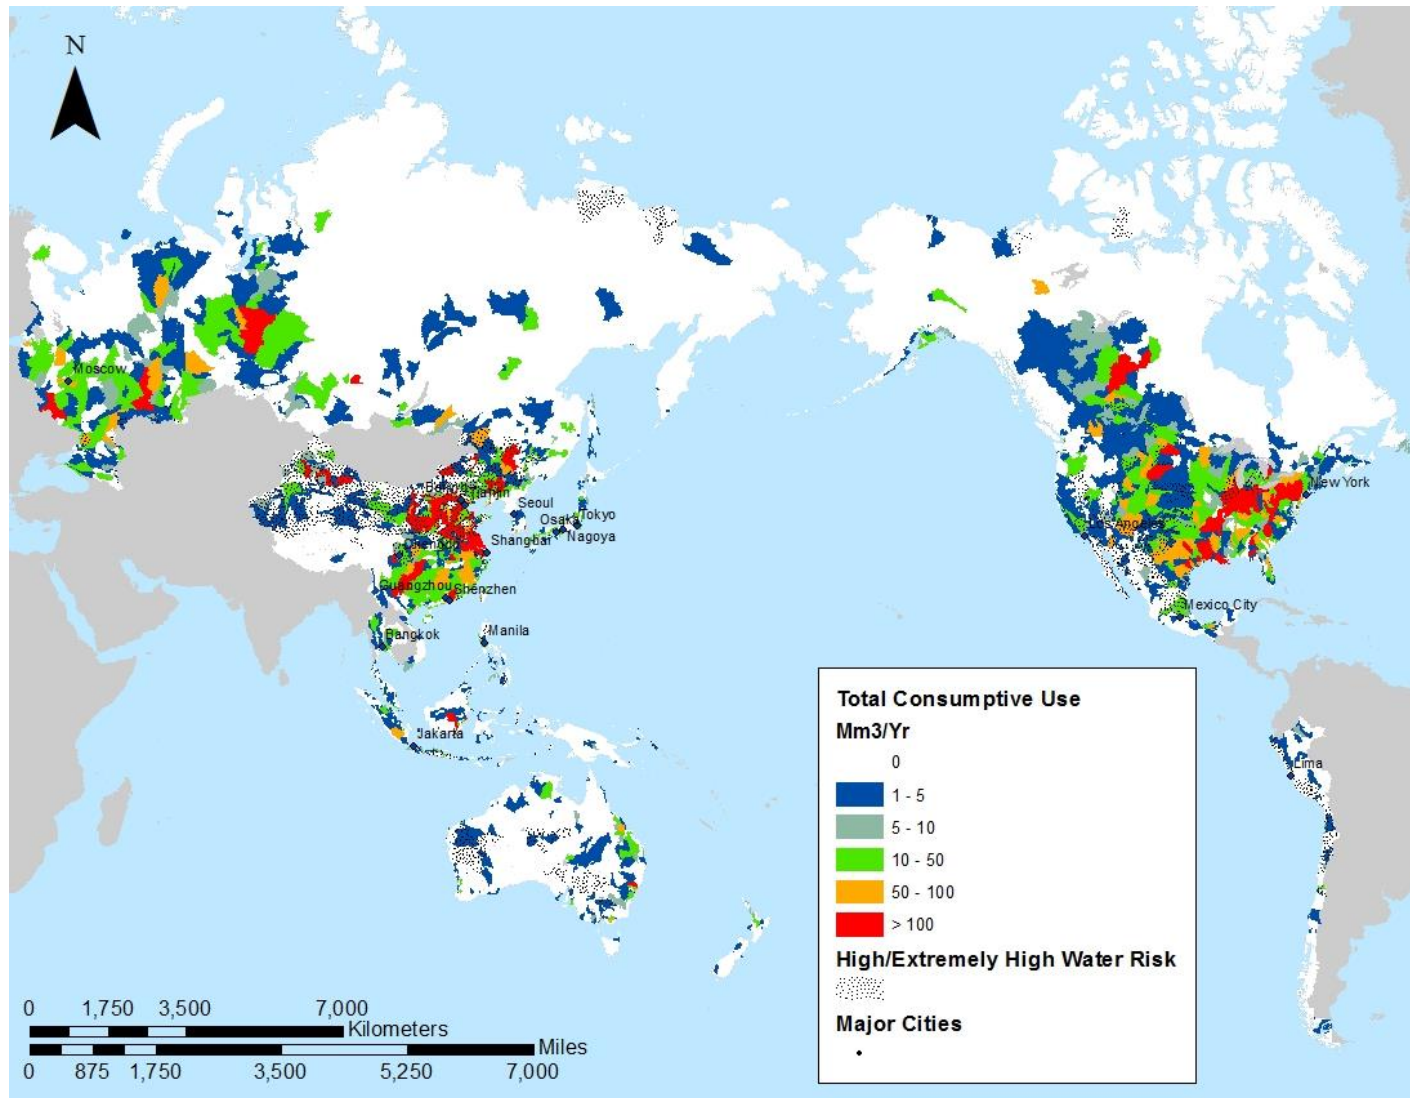 N
Moscow
New York
Los Angeles
Seoul
Tokyo
Osaka
Nagoya
Tianjin
Shanghai
Guangzhou
Shenzhen
Mexico City
Bangkok
Manila
Jakarta
Lima
Total Consumptive Use
Mm3/Yr
0
1 - 5
5 - 10
10 - 50
50 - 100
> 100
High/Extremely High Water Risk
Major Cities
0 1,750 3,500 7,000
Kilometers
Miles
0 875 1,750 3,500 5,250 7,000